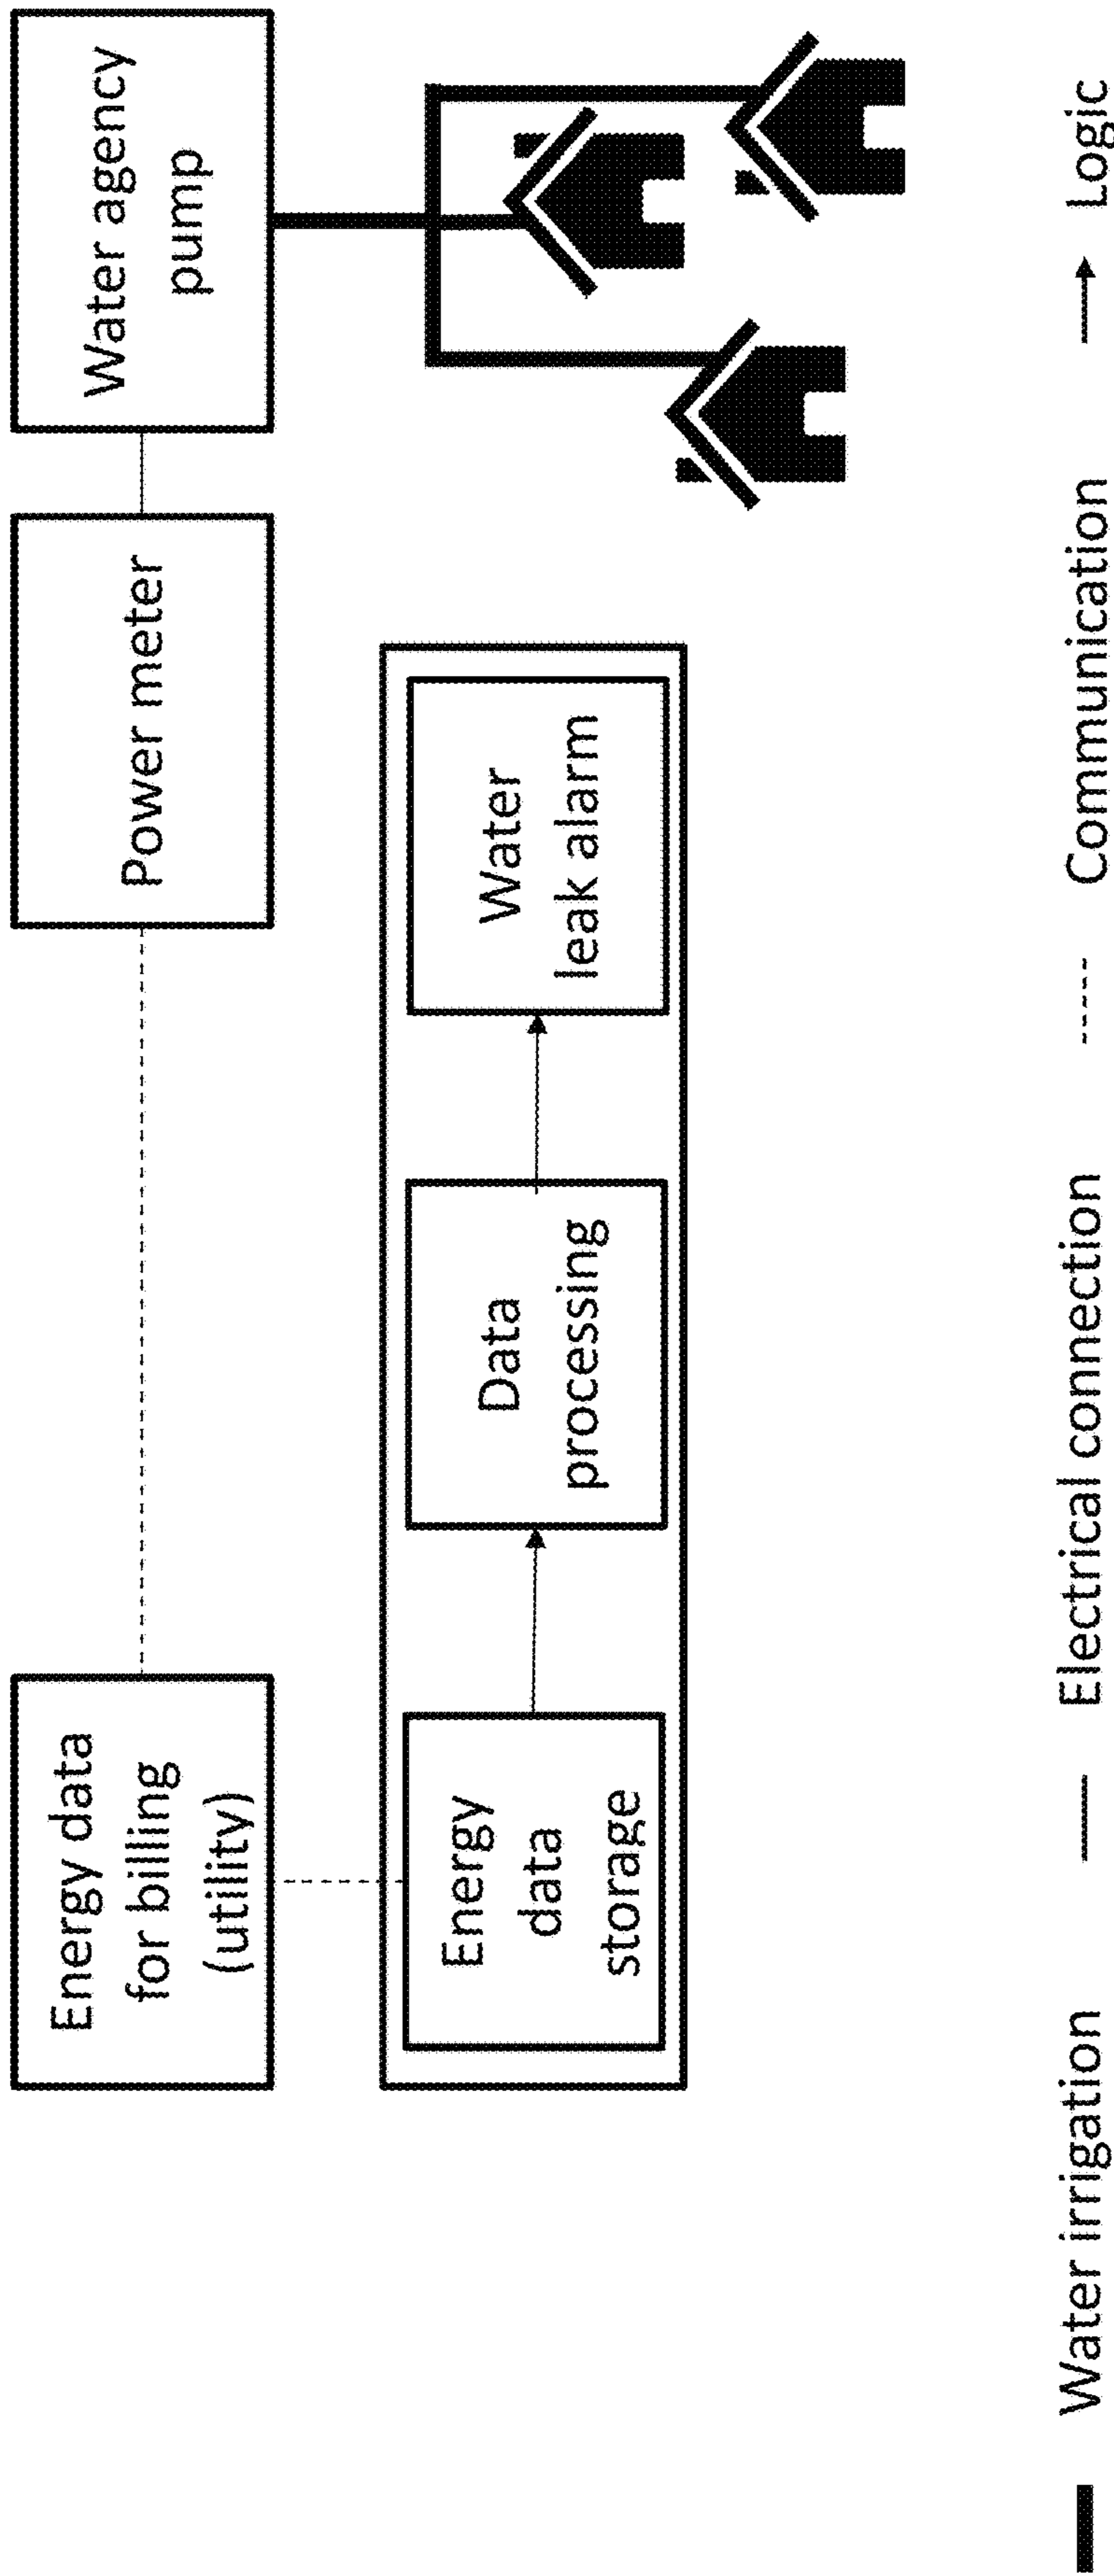 Energy data
for billing
(utility)
Power meter
Water agency
pump
Energy
data
storage
Data
processing
Water
leak alarm
Water irrigation
Electrical connection
Communication
Logic